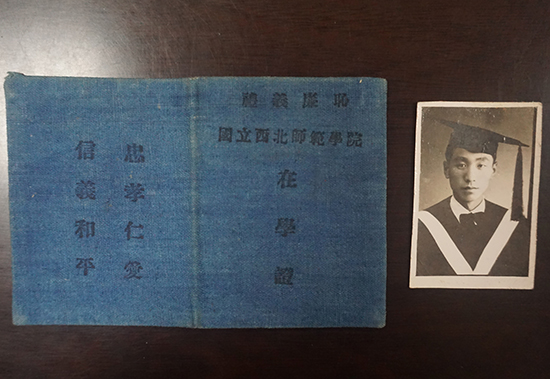 禮義廉恥
國立西北師範學院
在學證
忠孝仁愛
信義和平